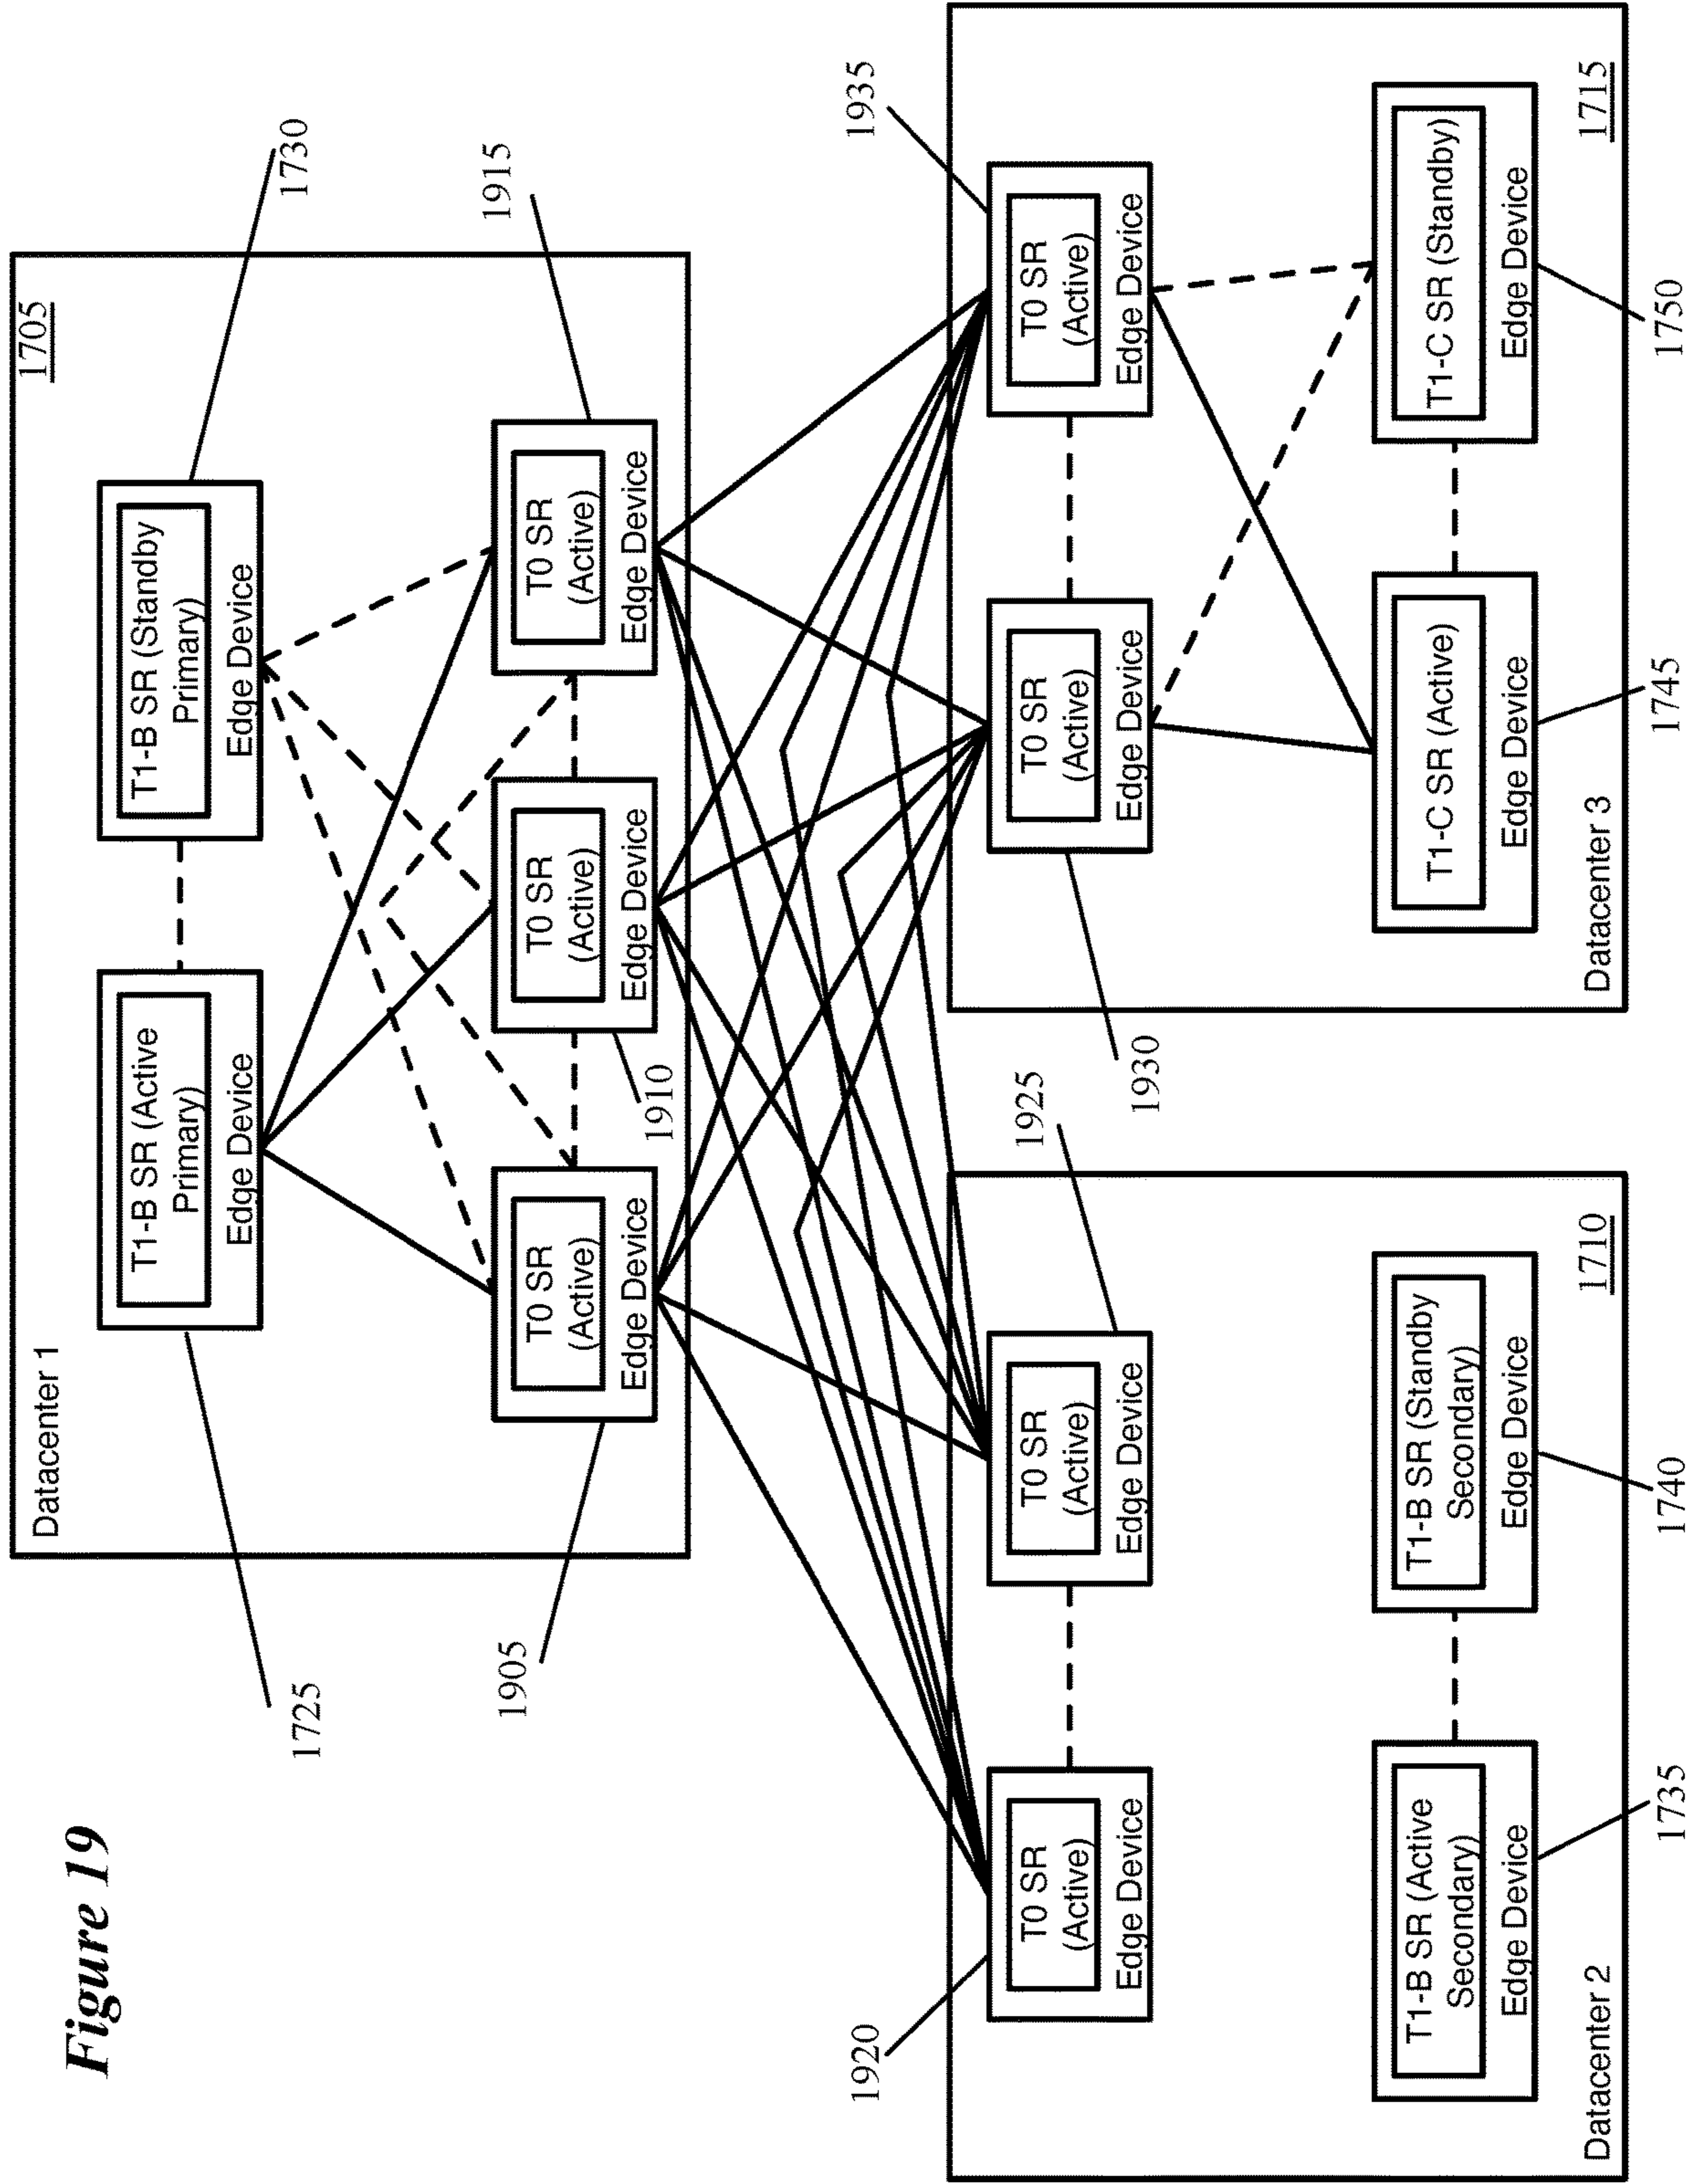 Figure 19
Datacenter 1
1705
T1-B SR (Active
Primary)
Edge Device
1725
T1-B SR (Standby
Primary)
Edge Device
1730
T0 SR
(Active)
Edge Device
1905
T0 SR
(Active)
Edge Device
1910
T0 SR
(Active)
Edge Device
1915
T0 SR
(Active)
Edge Device
1920
T0 SR
(Active)
Edge Device
1925
T1-B SR (Active
Secondary)
Edge Device
1735
T1-B SR (Standby
Secondary)
Edge Device
1740
Datacenter 2
1710
T0 SR
(Active)
Edge Device
1930
T0 SR
(Active)
Edge Device
1935
T1-C SR (Active)
Edge Device
1745
T1-C SR (Standby)
Edge Device
1750
Datacenter 3
1715